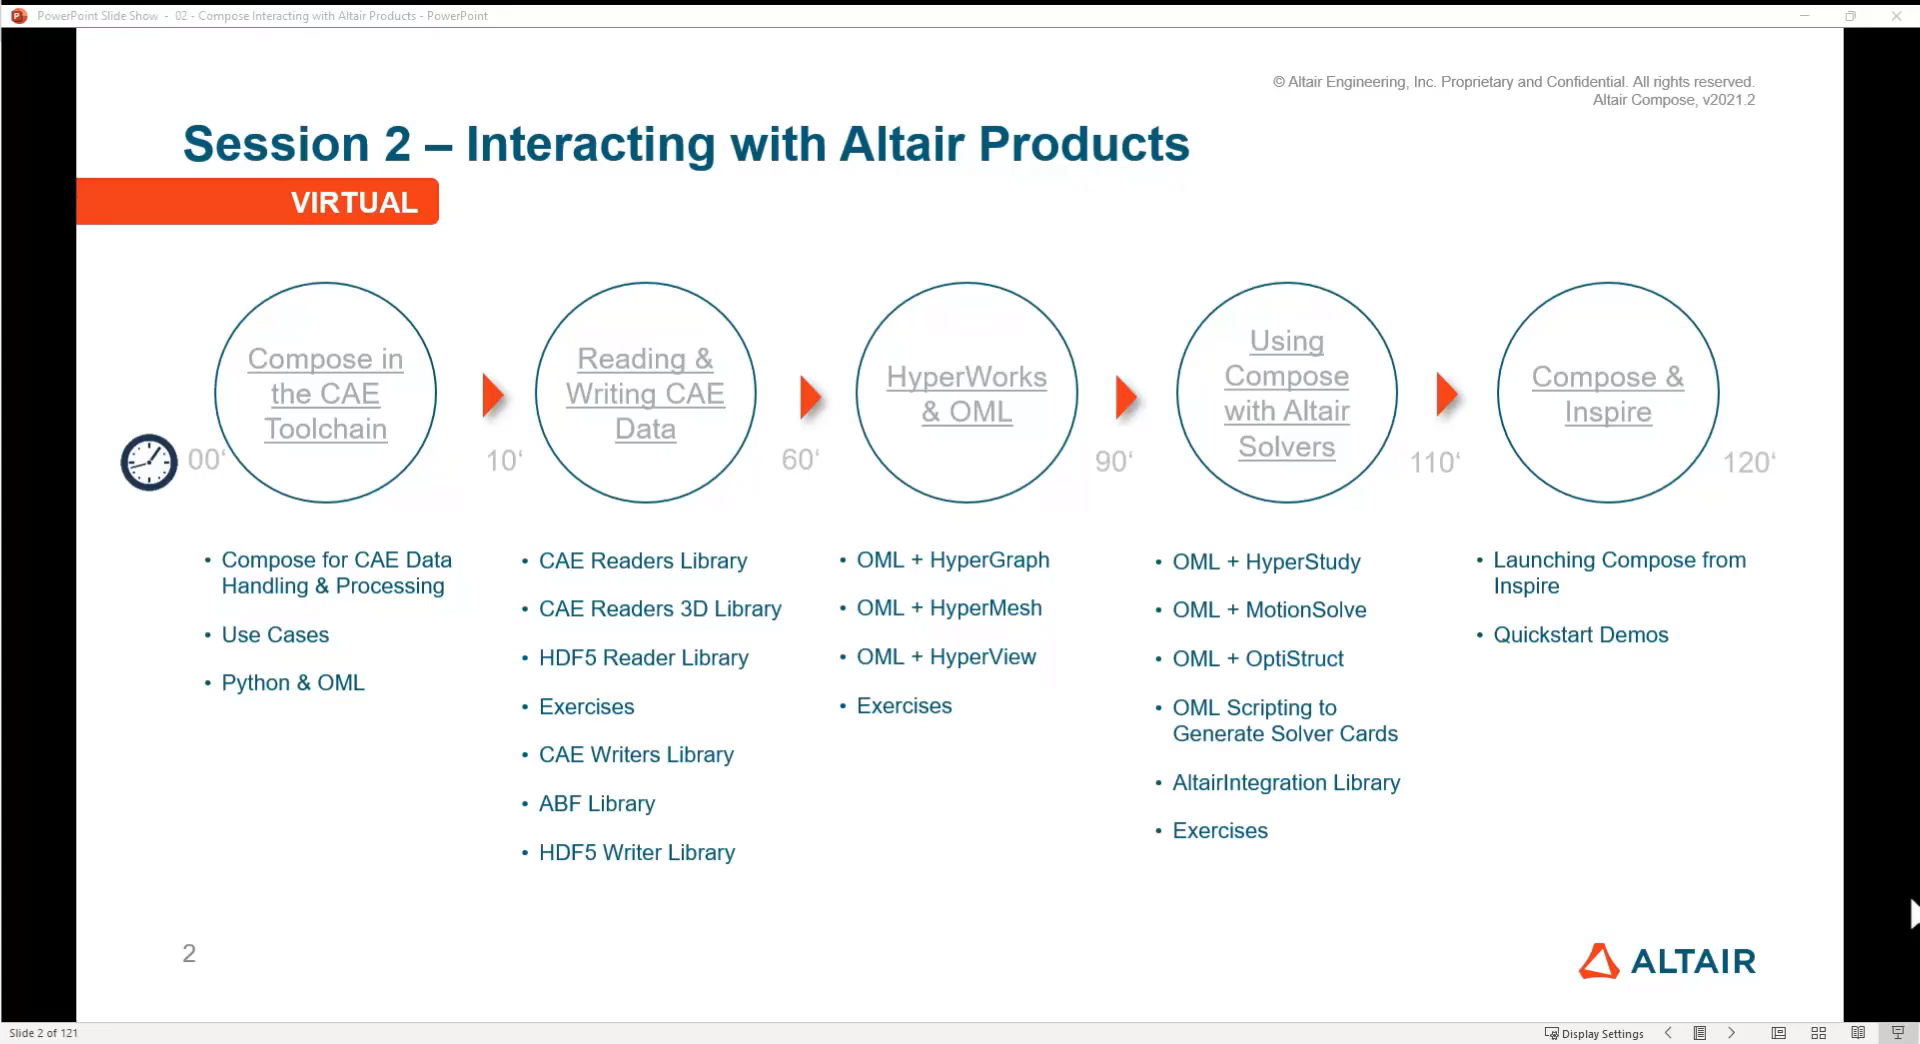 PowerPoint Slide Show - 02 - Compose Interacting with Altair Products - PowerPoint
© Altair Engineering, Inc. Proprietary and Confidential. All rights reserved.
Altair Compose, v2021.2
Session 2 – Interacting with Altair Products
VIRTUAL
Compose in
the CAE
Toolchain
Reading &
Writing CAE
Data
HyperWorks
& OML
Using
Compose
with Altair
Solvers
Compose &
Inspire
00‘
10‘
60‘
90‘
110‘
120‘
• Compose for CAE Data
Handling & Processing
• Use Cases
• Python & OML
• CAE Readers Library
• CAE Readers 3D Library
• HDF5 Reader Library
• Exercises
• CAE Writers Library
• ABF Library
• HDF5 Writer Library
• OML + HyperGraph
• OML + HyperMesh
• OML + HyperView
• Exercises
• OML + HyperStudy
• OML + MotionSolve
• OML + OptiStruct
• OML Scripting to
Generate Solver Cards
• AltairIntegration Library
• Exercises
• Launching Compose from
Inspire
• Quickstart Demos
2
ALTAIR
Slide 2 of 121
Display Settings